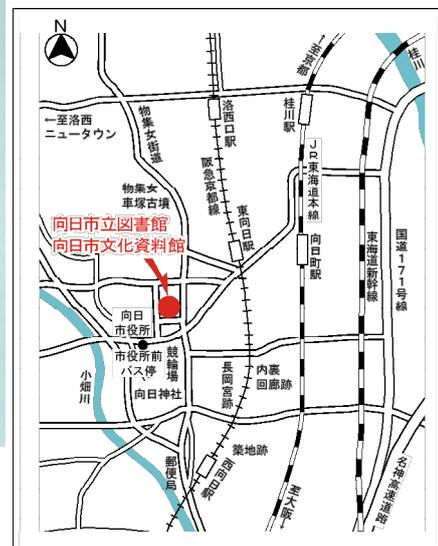 N
←至京都
桂川
←至洛西
ニュータウン
物集女街道
洛西口駅
桂川駅
阪急京都線
JR東海道本線
物集女
車塚古墳
東向日駅
向日市立図書館
向日市文化資料館
向日町駅
東海道新幹線
国道171号線
向日
市役所
市役所前
バス停
競輪場
小畑川
向日神社
長岡宮跡
内裏
回廊跡
築地跡
郵便局
西向日駅
至大阪→
名神高速道路